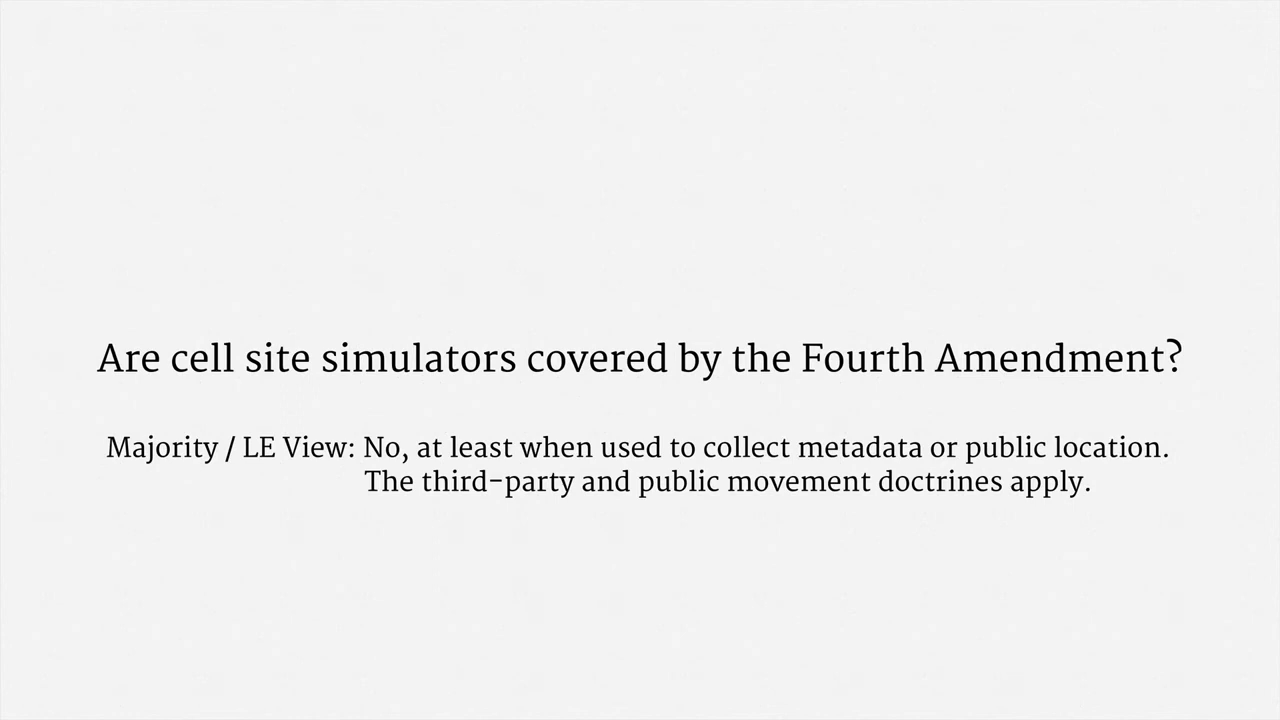 Are cell site simulators covered by the Fourth Amendment?
Majority / LE View: No, at least when used to collect metadata or public location.
The third-party and public movement doctrines apply.